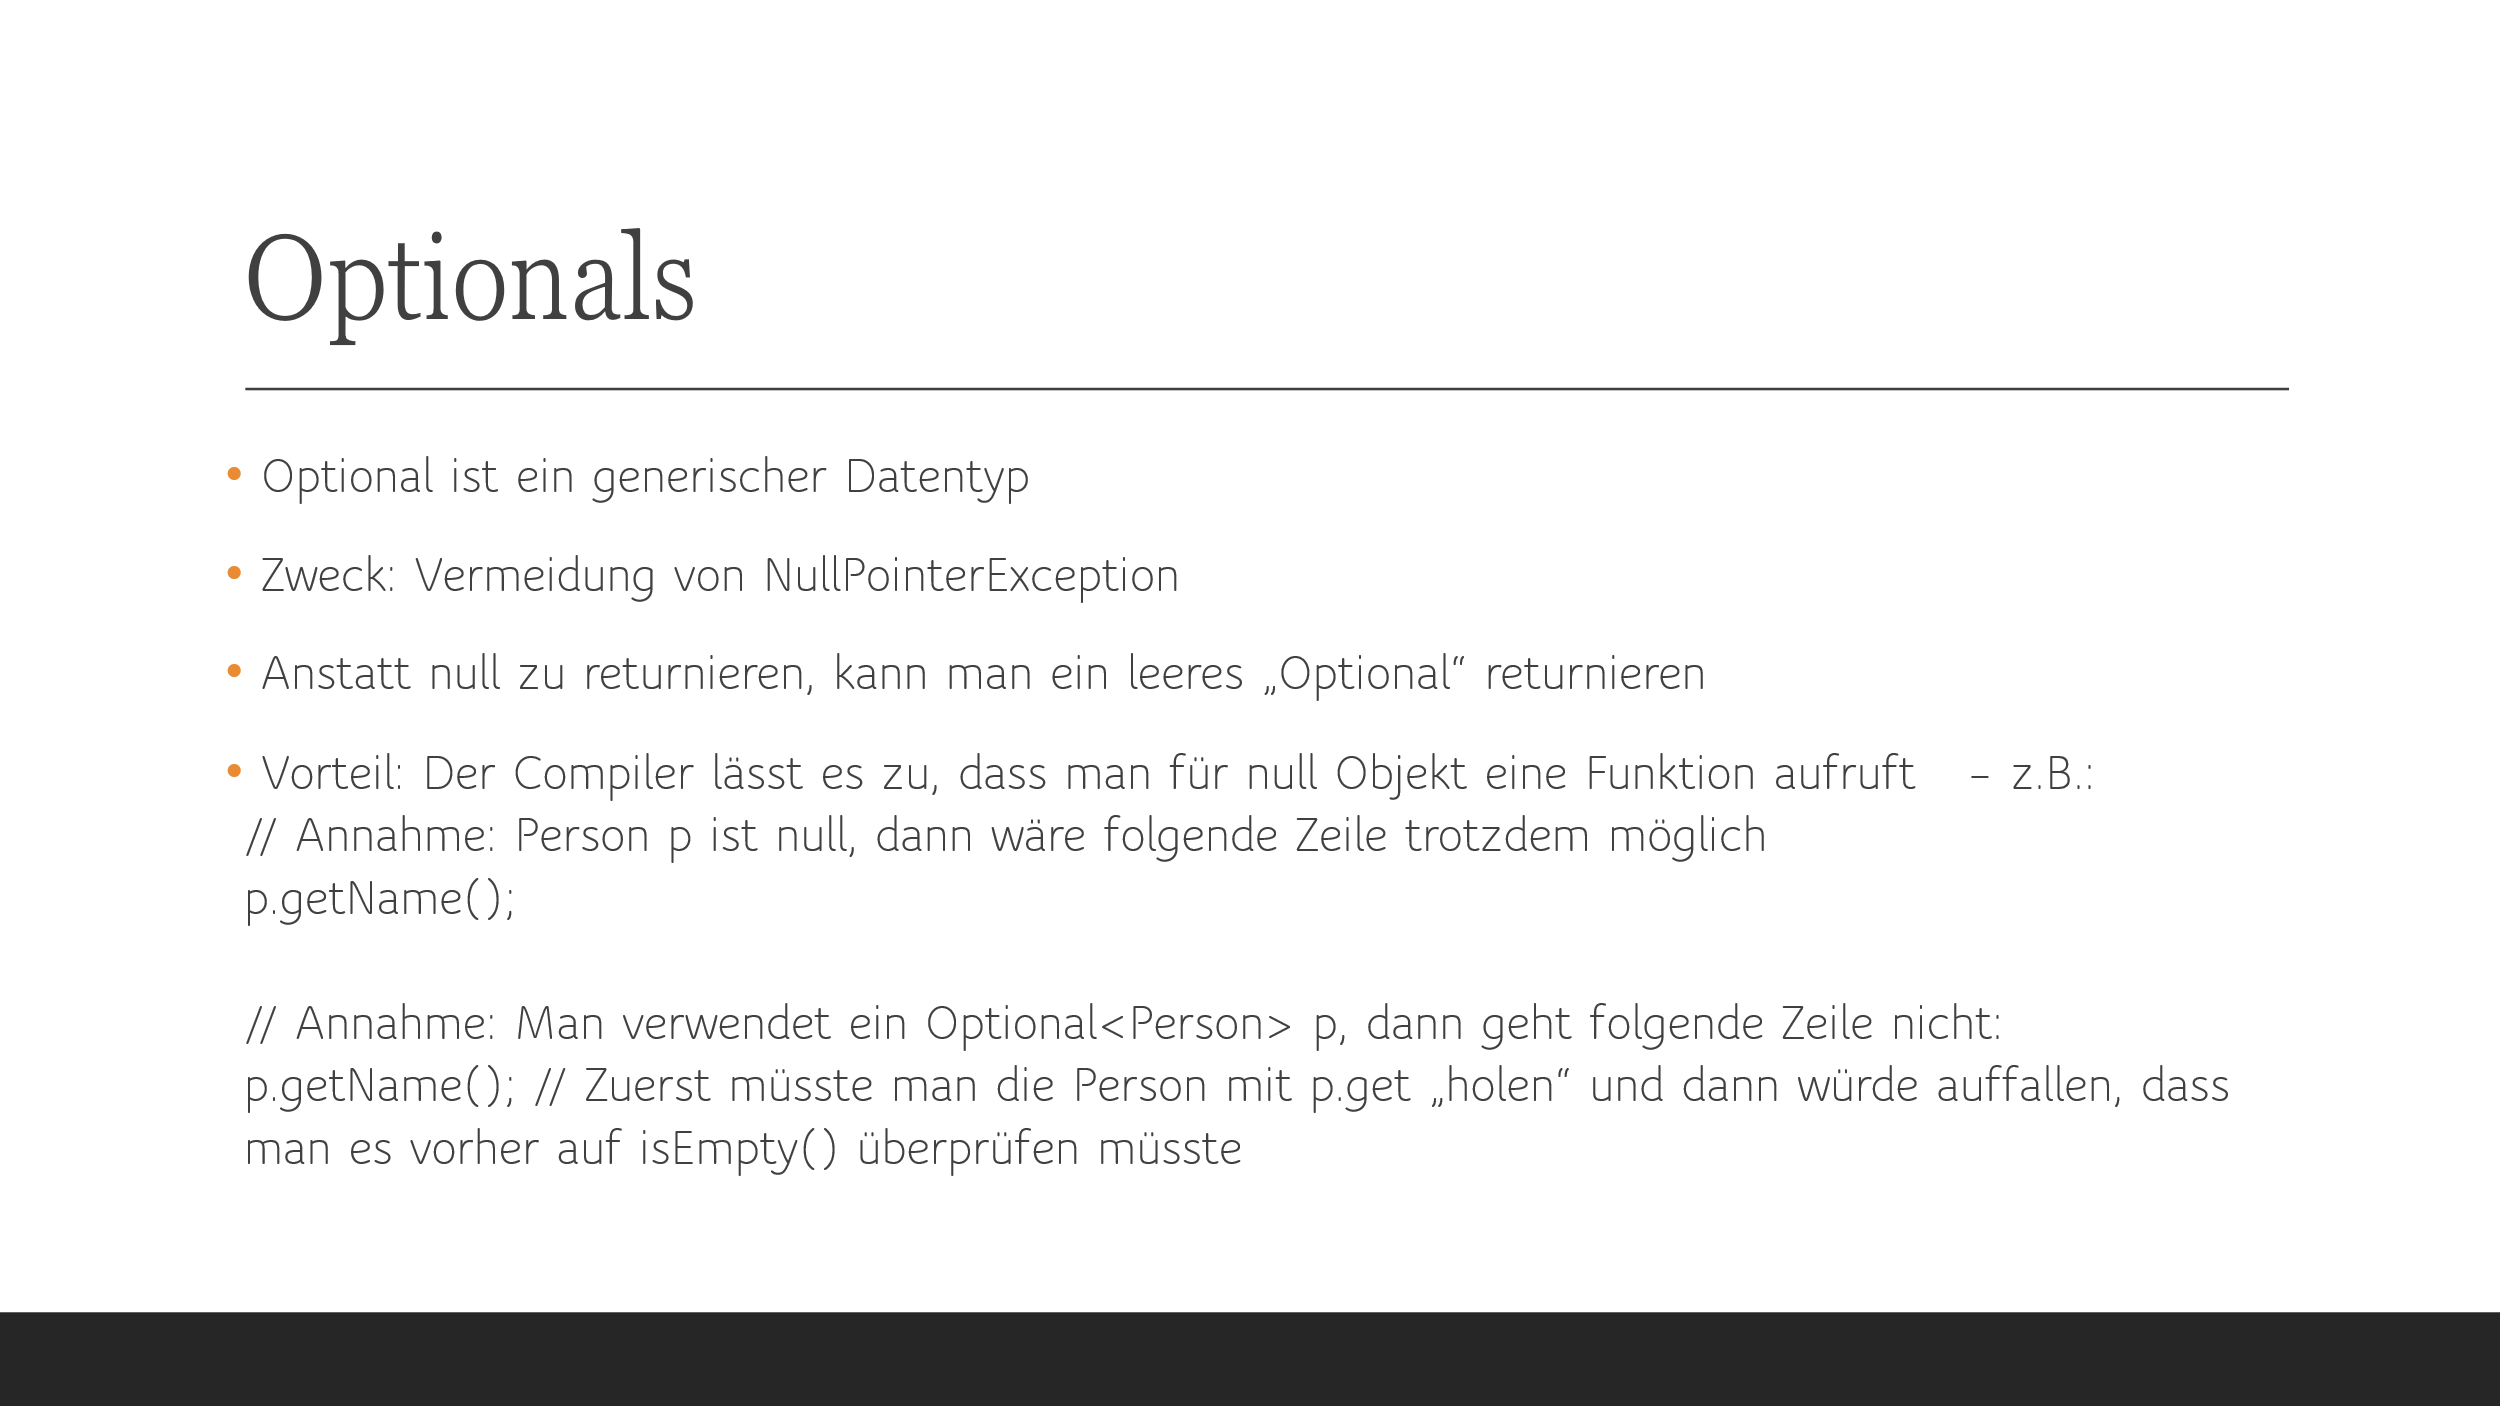 Optionals
• Optional ist ein generischer Datentyp
• Zweck: Vermeidung von NullPointerException
• Anstatt null zu returnieren, kann man ein leeres „Optional“ returnieren
• Vorteil: Der Compiler lässt es zu, dass man für null Objekt eine Funktion aufruft – z.B.:
// Annahme: Person p ist null, dann wäre folgende Zeile trotzdem möglich
p.getName();
// Annahme: Man verwendet ein Optional<Person> p, dann geht folgende Zeile nicht:
p.getName(); // Zuerst müsste man die Person mit p.get „holen“ und dann würde auffallen, dass
man es vorher auf isEmpty() überprüfen müsste